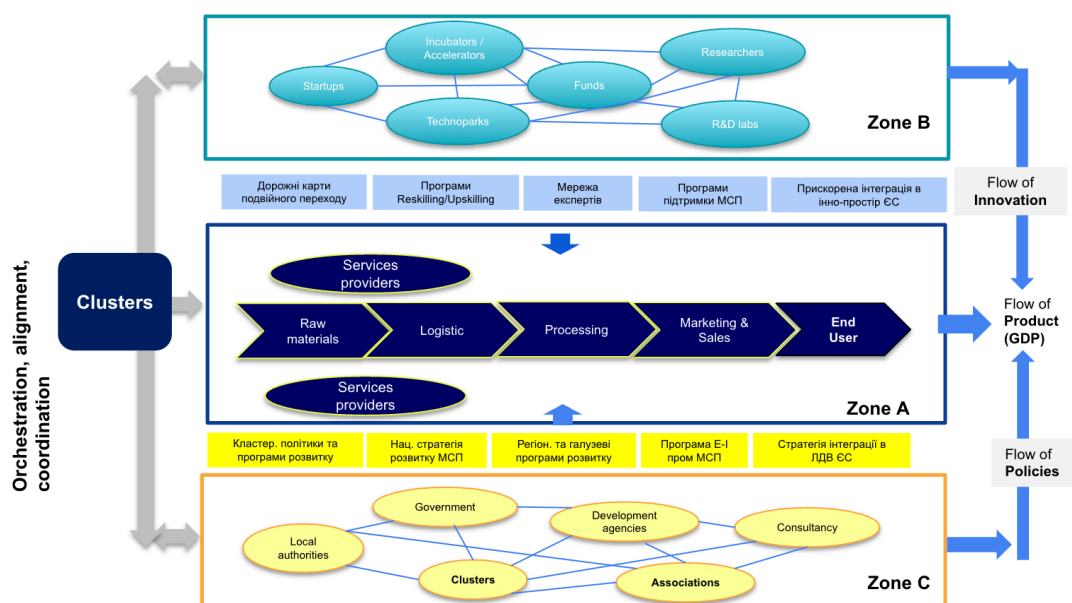 Incubators /
Accelerators
Researchers
Startups
Funds
Technoparks
R&D labs
Zone B
Дорожні карти
подвійного переходу
Програми
Reskilling/Upskilling
Мережа
експертів
Програми
підтримки МСП
Прискорена інтеграція в
інно-простір ЄС
Flow of
Innovation
Orchestration, alignment,
coordination
Clusters
Services
providers
Raw
materials
Logistic
Processing
Marketing &
Sales
End
User
Services
providers
Zone A
Flow of
Product
(GDP)
Кластер. політики та
програми розвитку
Нац. стратегія
розвитку МСП
Регіон. та галузеві
програми розвитку
Програма Е-І
пром МСП
Стратегія інтеграції в
ЛДВ ЄС
Flow of
Policies
Government
Development
agencies
Consultancy
Local
authorities
Clusters
Associations
Zone C